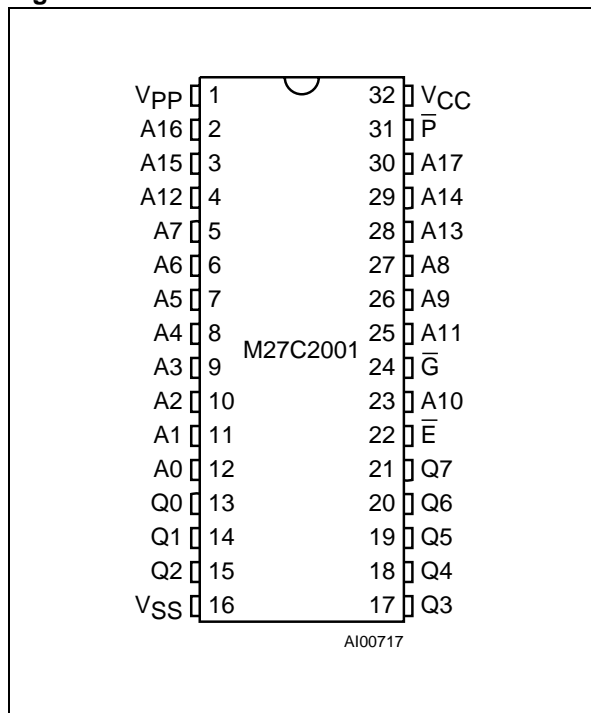 VPP 1 32 VCC
A16 2 31 P̅
A15 3 30 A17
A12 4 29 A14
A7 5 28 A13
A6 6 27 A8
A5 7 26 A9
A4 8 25 A11
M27C2001
A3 9 24 G̅
A2 10 23 A10
A1 11 22 E̅
A0 12 21 Q7
Q0 13 20 Q6
Q1 14 19 Q5
Q2 15 18 Q4
VSS 16 17 Q3
AI00717